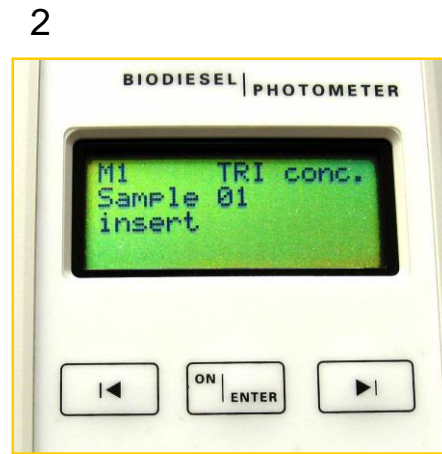 2
BIODIESEL PHOTOMETER
M1 TRI conc.
Sample 01
insert
ON ENTER